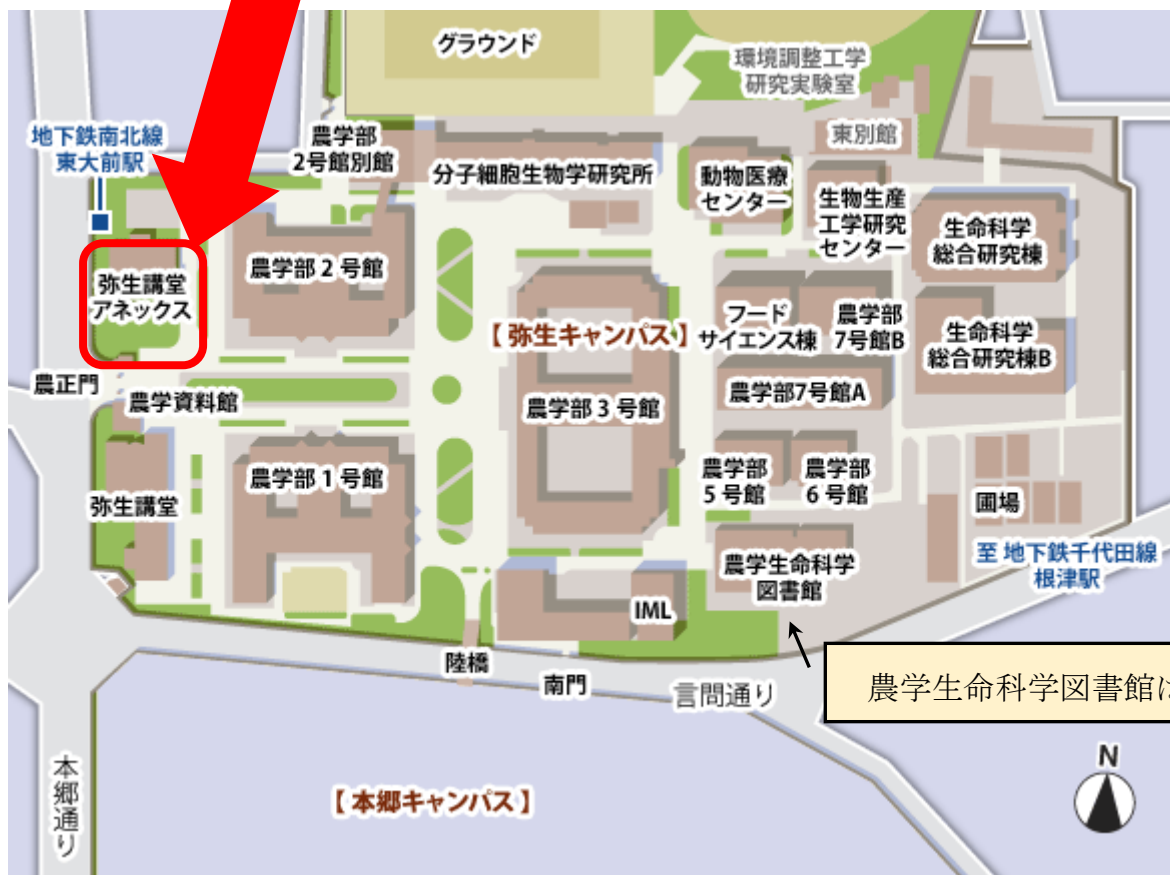 グラウンド
環境調整工学
研究実験室
地下鉄南北線
東大前駅
農学部
2号館別館
東別館
分子細胞生物学研究所
動物医療
センター
生物生産
工学研究
センター
生命科学
総合研究棟
弥生講堂
アネックス
農学部2号館
【弥生キャンパス】
フード
サイエンス棟
農学部
7号館B
生命科学
総合研究棟B
農正門
農学資料館
農学部3号館
農学部7号館A
弥生講堂
農学部1号館
農学部
5号館
農学部
6号館
圃場
至 地下鉄千代田線
根津駅
農学生命科学
図書館
IML
陸橋
南門
言問通り
農学生命科学図書館
本郷通り
【本郷キャンパス】
N